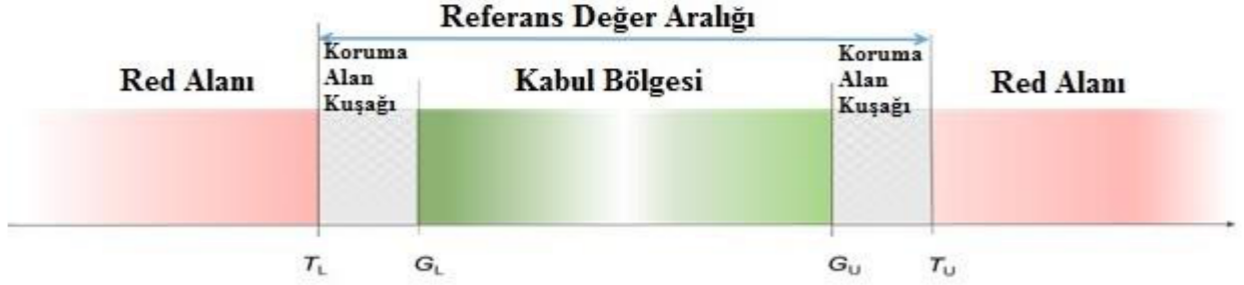 Referans Değer Aralığı
Red Alanı
Koruma
Alan
Kuşağı
Kabul Bölgesi
Koruma
Alan
Kuşağı
Red Alanı
TL
GL
GU
TU